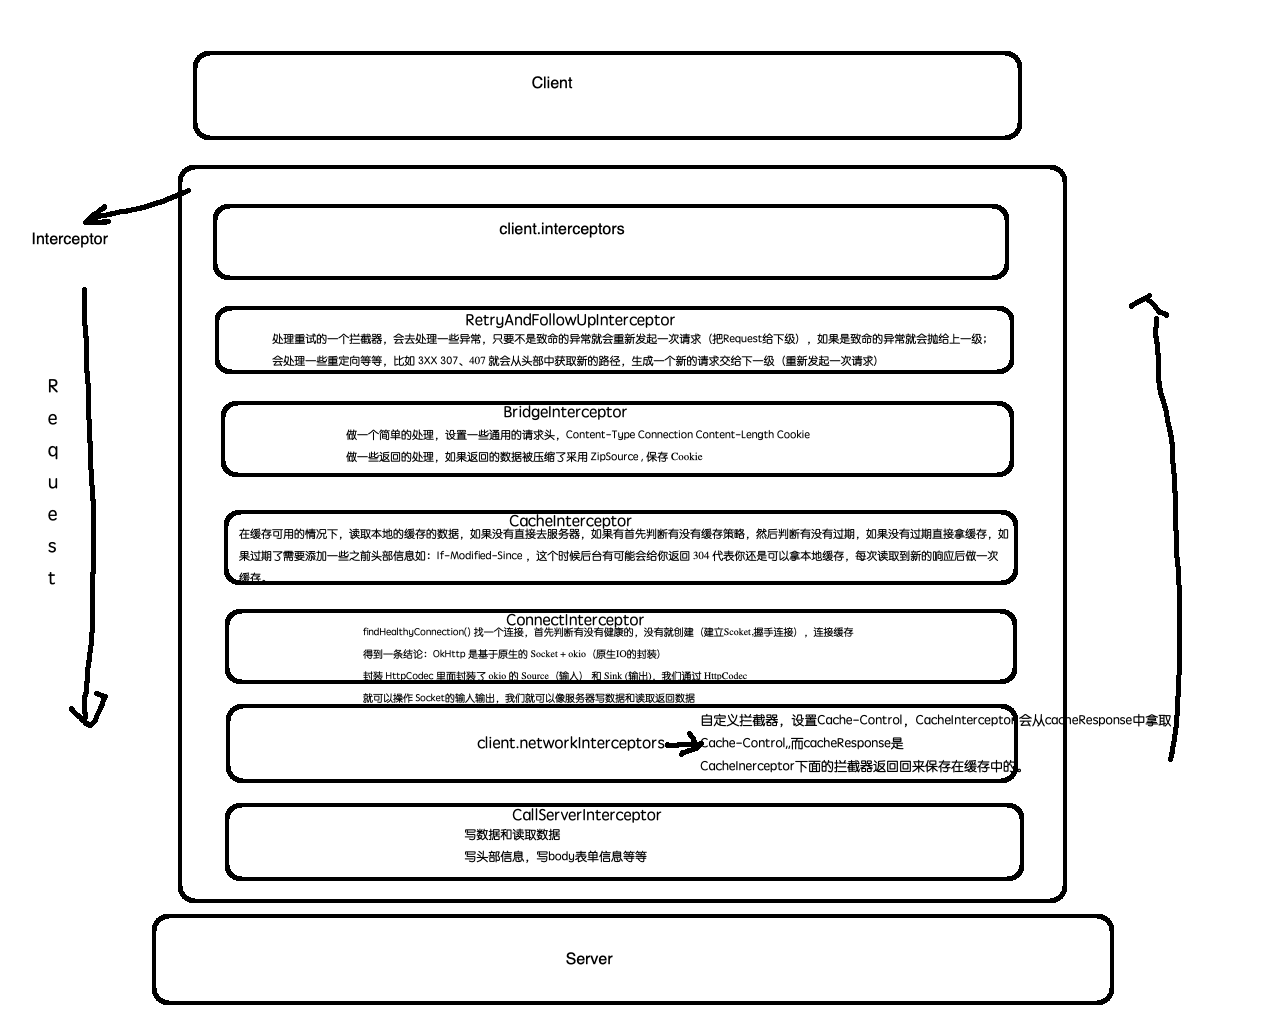 Client
Interceptor
client.interceptors
RetryAndFollowUpInterceptor
处理重试的一个拦截器，会去处理一些异常，只要不是致命的异常就会重新发起一次请求（把Request给下级），如果是致命的异常就会抛给上一级；
会处理一些重定向等等，比如 3XX 307、407 就会从头部中获取新的路径，生成一个新的请求交给下一级（重新发起一次请求）
Request
BridgeInterceptor
做一个简单的处理，设置一些通用的请求头，Content-Type Connection Content-Length Cookie
做一些返回的处理，如果返回的数据被压缩了采用 ZipSource , 保存 Cookie
CacheInterceptor
在缓存可用的情况下，读取本地的缓存的数据，如果没有直接去服务器，如果有首先判断有没有缓存策略，然后判断有没有过期，如果没有过期直接拿缓存，如
果过期了需要添加一些之前头部信息如：If-Modified-Since ，这个时候后台有可能会给你返回 304 代表你还是可以拿本地缓存，每次读取到新的响应后做一次
缓存。
ConnectInterceptor
findHealthyConnection() 找一个连接，首先判断有没有健康的，没有就创建（建立Scoket,握手连接），连接缓存
得到一条结论：OkHttp 是基于原生的 Socket + okio（原生IO的封装）
封装 HttpCodec 里面封装了 okio 的 Source（输入） 和 Sink (输出)，我们通过 HttpCodec
就可以操作 Socket的输入输出，我们就可以像服务器写数据和读取返回数据
client.networkInterceptors
自定义拦截器，设置Cache-Control，CacheInterceptor会从cacheResponse中拿取
Cache-Control,,而cacheResponse是
CacheInerceptor下面的拦截器返回回来保存在缓存中的。
CallServerInterceptor
写数据和读取数据
写头部信息，写body表单信息等等
Server